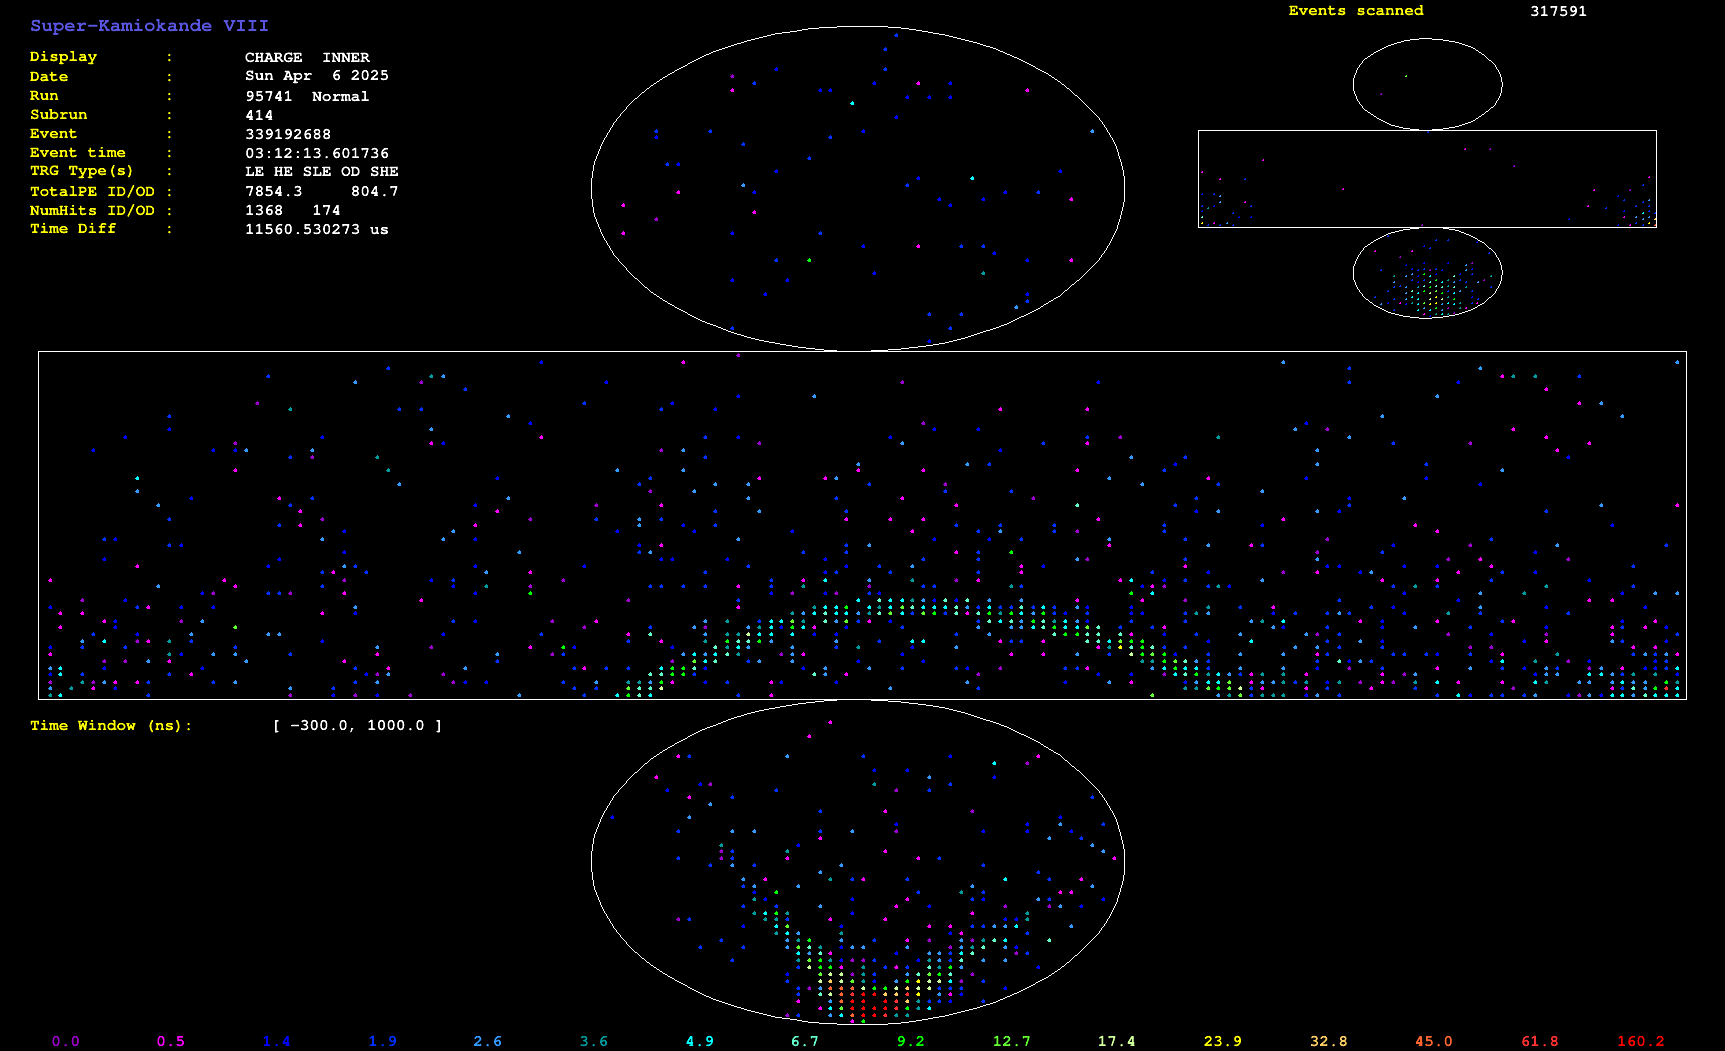 Super-Kamiokande VIII
Events scanned 317591
Display : CHARGE INNER
Date : Sun Apr 6 2025
Run : 95741 Normal
Subrun : 414
Event : 339192688
Event time : 03:12:13.601736
TRG Type(s) : LE HE SLE OD SHE
TotalPE ID/OD : 7854.3 804.7
NumHits ID/OD : 1368 174
Time Diff : 11560.530273 us
Time Window (ns): [ -300.0, 1000.0 ]
0.0 0.5 1.4 1.9 2.6 3.6 4.9 6.7 9.2 12.7 17.4 23.9 32.8 45.0 61.8 160.2